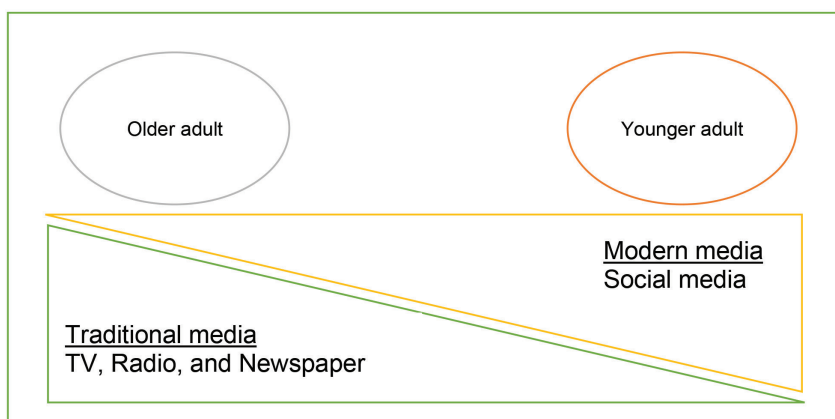 Older adult
Younger adult
Modern media
Social media
Traditional media
TV, Radio, and Newspaper